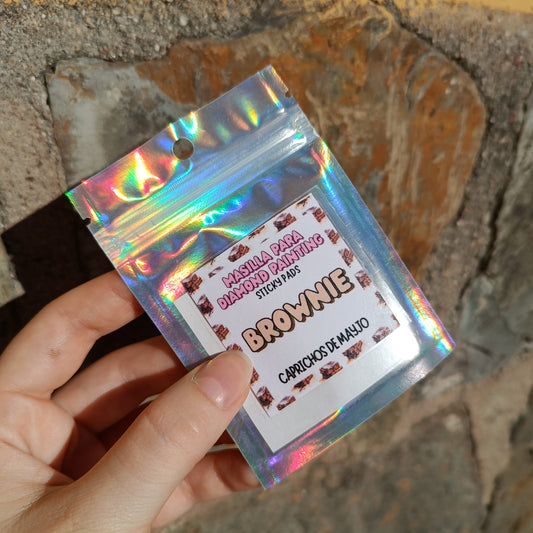 MASILLA PARA
DIAMOND PAINTING
STICKY PADS
BROWNIE
CAPRICHOS DE MAYJO